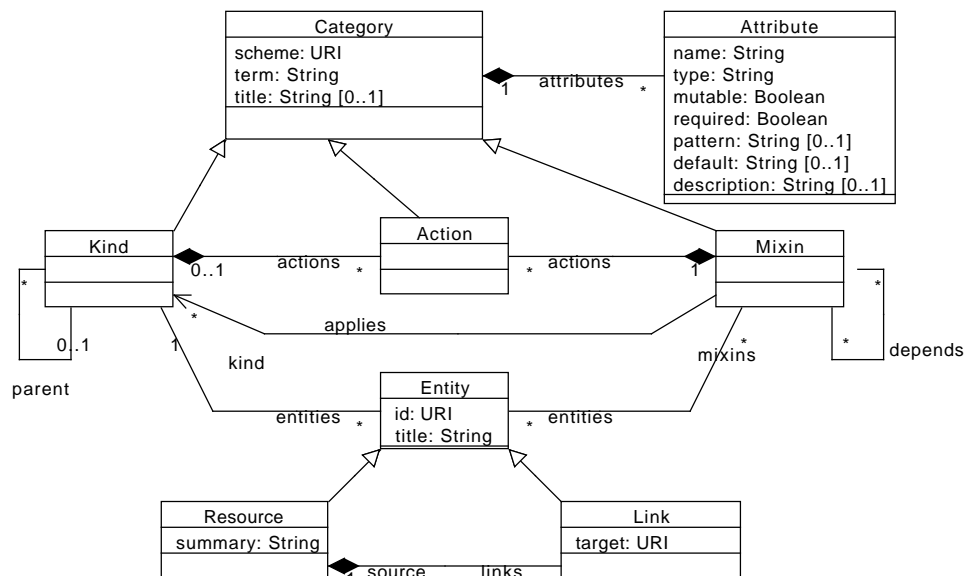 Category
scheme: URI
term: String
title: String [0..1]
Attribute
name: String
type: String
mutable: Boolean
required: Boolean
pattern: String [0..1]
default: String [0..1]
description: String [0..1]
1 attributes *
Kind
Action
Mixin
0..1 actions *
* actions 1
*
0..1
parent
applies
*
1
kind
*
mixins
*
*
depends
Entity
id: URI
title: String
entities *
* entities
Resource
summary: String
Link
target: URI
source links